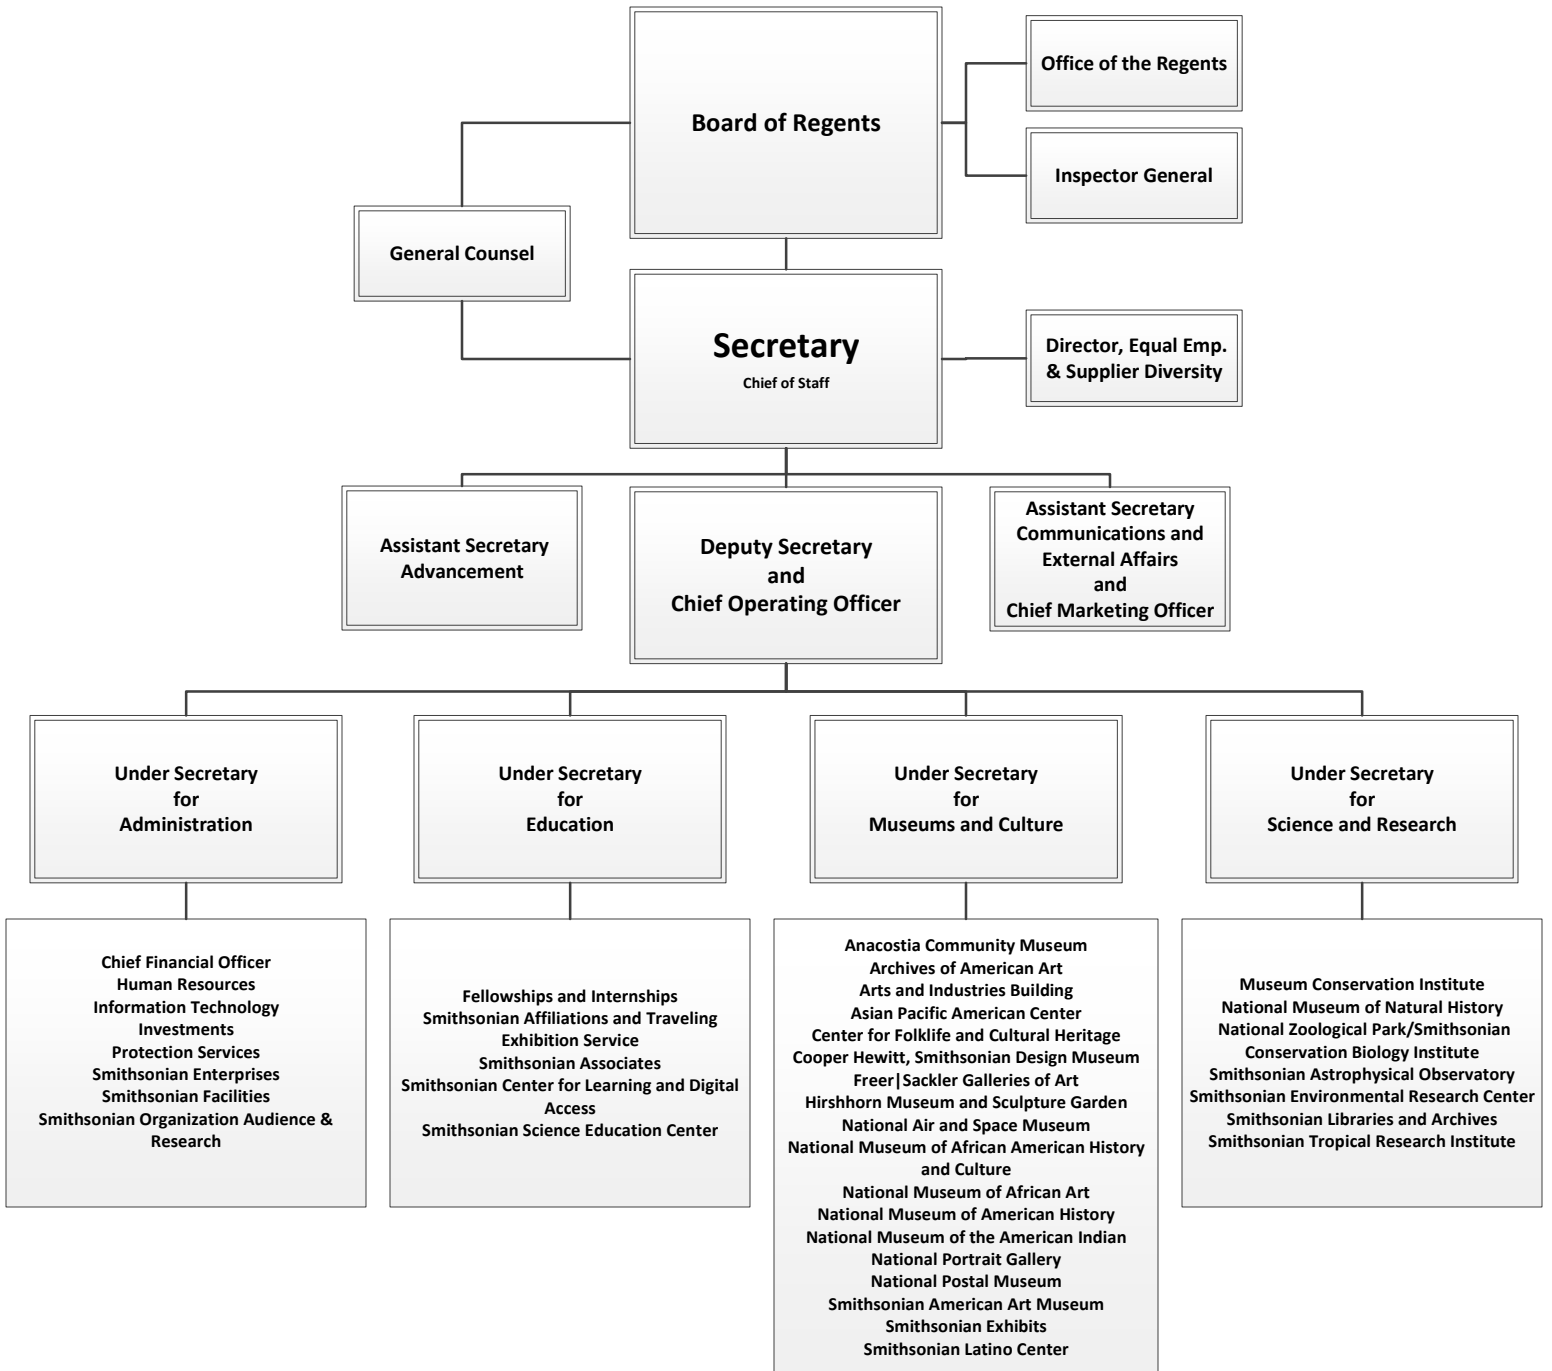 Board of Regents
Office of the Regents
Inspector General
General Counsel
Secretary
Chief of Staff
Director, Equal Emp.
& Supplier Diversity
Assistant Secretary
Advancement
Deputy Secretary
and
Chief Operating Officer
Assistant Secretary
Communications and
External Affairs
and
Chief Marketing Officer
Under Secretary
for
Administration
Under Secretary
for
Education
Under Secretary
for
Museums and Culture
Under Secretary
for
Science and Research
Chief Financial Officer
Human Resources
Information Technology
Investments
Protection Services
Smithsonian Enterprises
Smithsonian Facilities
Smithsonian Organization Audience &
Research
Fellowships and Internships
Smithsonian Affiliations and Traveling
Exhibition Service
Smithsonian Associates
Smithsonian Center for Learning and Digital
Access
Smithsonian Science Education Center
Anacostia Community Museum
Archives of American Art
Arts and Industries Building
Asian Pacific American Center
Center for Folklife and Cultural Heritage
Cooper Hewitt, Smithsonian Design Museum
Freer|Sackler Galleries of Art
Hirshhorn Museum and Sculpture Garden
National Air and Space Museum
National Museum of African American History
and Culture
National Museum of African Art
National Museum of American History
National Museum of the American Indian
National Portrait Gallery
National Postal Museum
Smithsonian American Art Museum
Smithsonian Exhibits
Smithsonian Latino Center
Museum Conservation Institute
National Museum of Natural History
National Zoological Park/Smithsonian
Conservation Biology Institute
Smithsonian Astrophysical Observatory
Smithsonian Environmental Research Center
Smithsonian Libraries and Archives
Smithsonian Tropical Research Institute